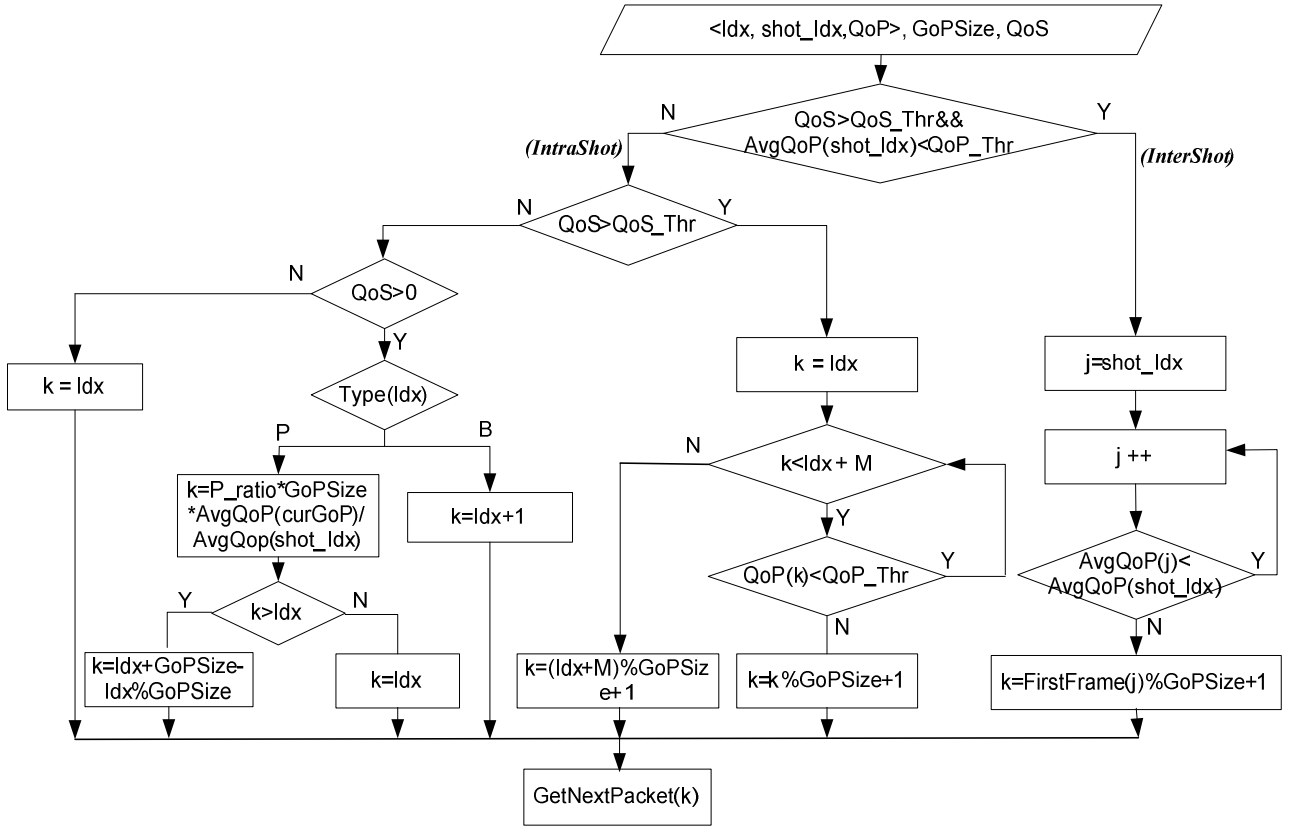 <Idx, shot_Idx,QoP>, GoPSize, QoS
N
Y
QoS>QoS_Thr&&
AvgQoP(shot_Idx)<QoP_Thr
(IntraShot)
(InterShot)
N
Y
QoS>QoS_Thr
N
QoS>0
Y
k = Idx
Type(Idx)
k = Idx
j=shot_Idx
P
B
N
k<Idx + M
j ++
k=P_ratio*GoPSize
*AvgQoP(curGoP)/
AvgQop(shot_Idx)
k=Idx+1
Y
QoP(k)<QoP_Thr
Y
AvgQoP(j)<
AvgQoP(shot_Idx)
Y
Y
k>Idx
N
N
N
k=Idx+GoPSize-
Idx%GoPSize
k=Idx
k=(Idx+M)%GoPSiz
e+1
k=k%GoPSize+1
k=FirstFrame(j)%GoPSize+1
GetNextPacket(k)